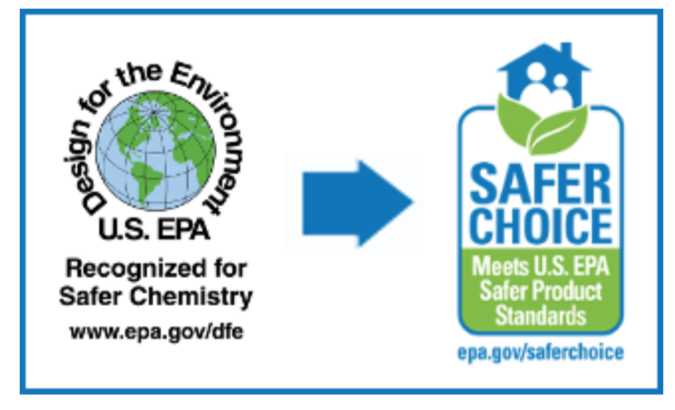 Design for the Environment
U.S. EPA
Recognized for
Safer Chemistry
www.epa.gov/dfe
SAFER
CHOICE
Meets U.S. EPA
Safer Product
Standards
epa.gov/saferchoice